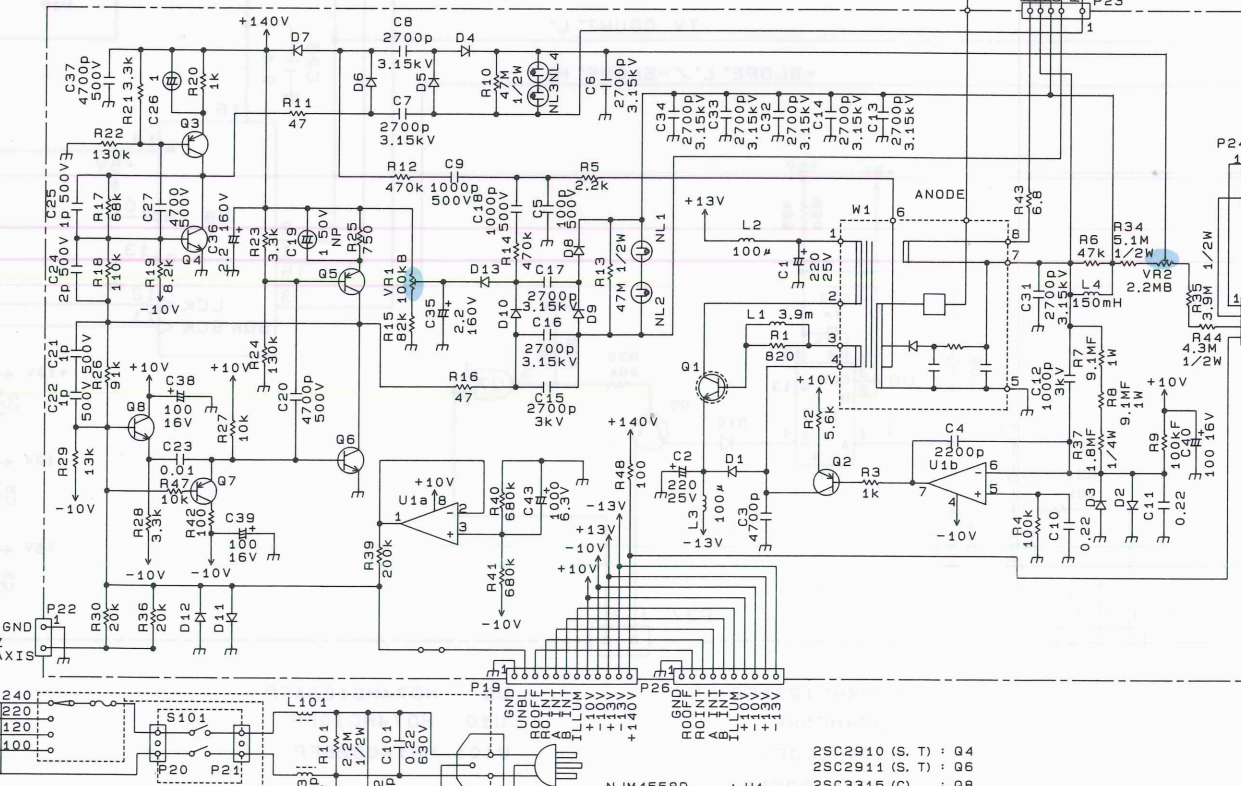 P23
1
+140V
D7
C8
2700p
3.15kV
D4
C37
4700p
500V
R21 3.3k
C26 1
R20
1k
D6
D5
R10
47M
1/2W
NL3 NL4
C6
2700p
3.15kV
R11
47
C7
2700p
3.15kV
C34
2700p
3.15kV
C33
2700p
3.15kV
C32
2700p
3.15kV
C14
2700p
3.15kV
C13
2700p
3.15kV
Q3
R22
130k
P24
1
R12
470k
C9
1000p
500V
R5
2.2k
C25
1p 500V
R17
68k
C27
4700
500V
C36
2.2 160V
R23
3.3k
C19
1 50V
NP
R25
750
C18
1000p
500V
C5
1000p
500V
ANODE
W1
6
R43
6.8
+13V
L2
100μ
1
8
7
D8
R14
470k
R13
47M 1/2W
NL1
NL2
R6
47k
R34
5.1M
1/2W
VR2
2.2MB
C24
2p 500V
R18
110k
R19
8.2k
-10V
Q4
Q5
VR1
100kB
D13
C17
2700p
3.15kV
C1
220
25V
C31
2700p
3.15kV
L4
150mH
R35
3.9M 1/2W
R44
4.3M
1/2W
2
R15
82k
C35
2.2
160V
D10
D9
C16
2700p
3.15kV
L1 3.9m
R1
820
3
4
5
C21
1p 500V
C22
1p 500V
R26
91k
R24
130k
C20
4700p
500V
R16
47
C15
2700p
3kV
Q1
+10V
R2
5.6k
C12
1000p
3kV
R7
9.1MF
1W
R8
9.1MF
1W
R37
1.8MF
1/4W
+10V
R9
100kF
C40
100 16V
+10V
C38
100
16V
+10V
R27
10k
Q8
C23
0.01
R47
10k
Q7
Q6
R29
13k
-10V
R28
3.3k
-10V
R42
100
-10V
C39
100
16V
+140V
R48
100
C2
220
25V
D1
L3
-13V
C3
4700p
Q2
R3
1k
C4
2200p
U1b
7
6
5
4
-10V
R4
100k
C10
0.22
D3
D2
C11
0.22
+10V
U1a 8
1
2
3
R39
200k
R40
680k
C43
100
6.3V
R41
680k
-10V
-13V
+13V
-10V
+10V
P22
GND
1
AXIS
R30
20k
R36
20k
D12
D11
P19
1
GND
UNBL
ROOFF
ROINT
A INT
B INT
ILLUM
+10V
-10V
+13V
-13V
+140V
P26
1
GND
ROOFF
ROINT
A INT
B INT
ILLUM
+10V
-10V
+13V
-13V
240
220
120
100
S101
P20
P21
L101
R101
2.2M
1/2W
C101
0.22
630V
2SC2910 (S, T) : Q4
2SC2911 (S, T) : Q6
2SC3315 (C) : Q8
NJM4558D : U1